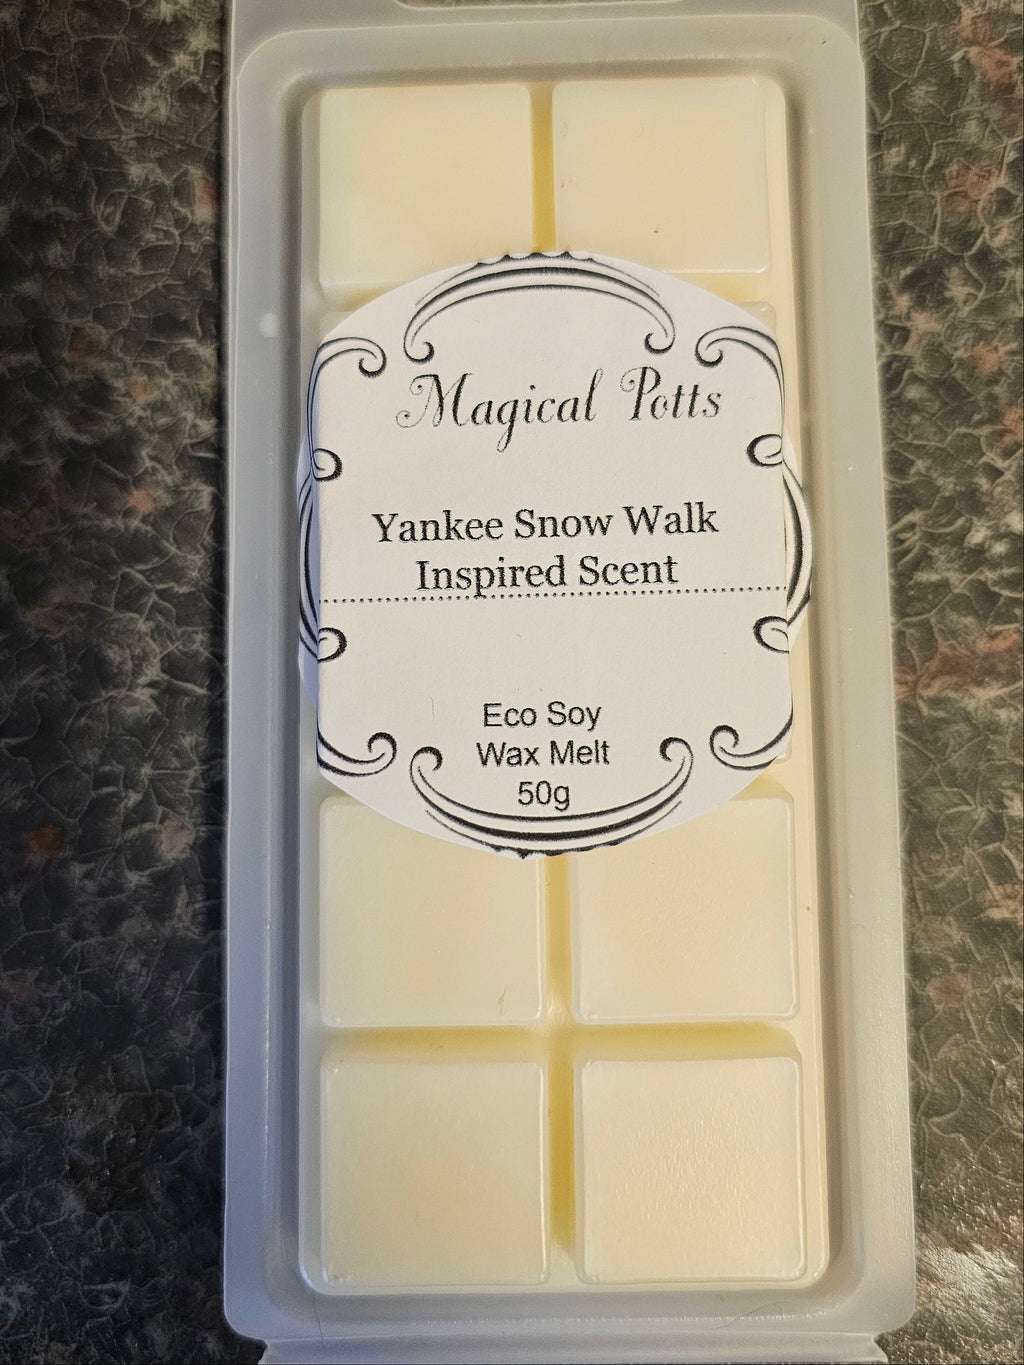 Magical Potts
Yankee Snow Walk
Inspired Scent
Eco Soy
Wax Melt
50g